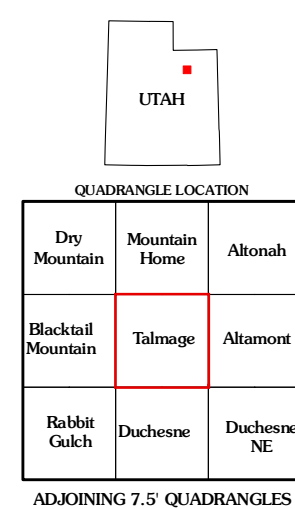 UTAH
QUADRANGLE LOCATION
Dry
Mountain
Mountain
Home
Altonah
Blacktail
Mountain
Talmage
Altamont
Rabbit
Gulch
Duchesne
Duchesne
NE
ADJOINING 7.5' QUADRANGLES